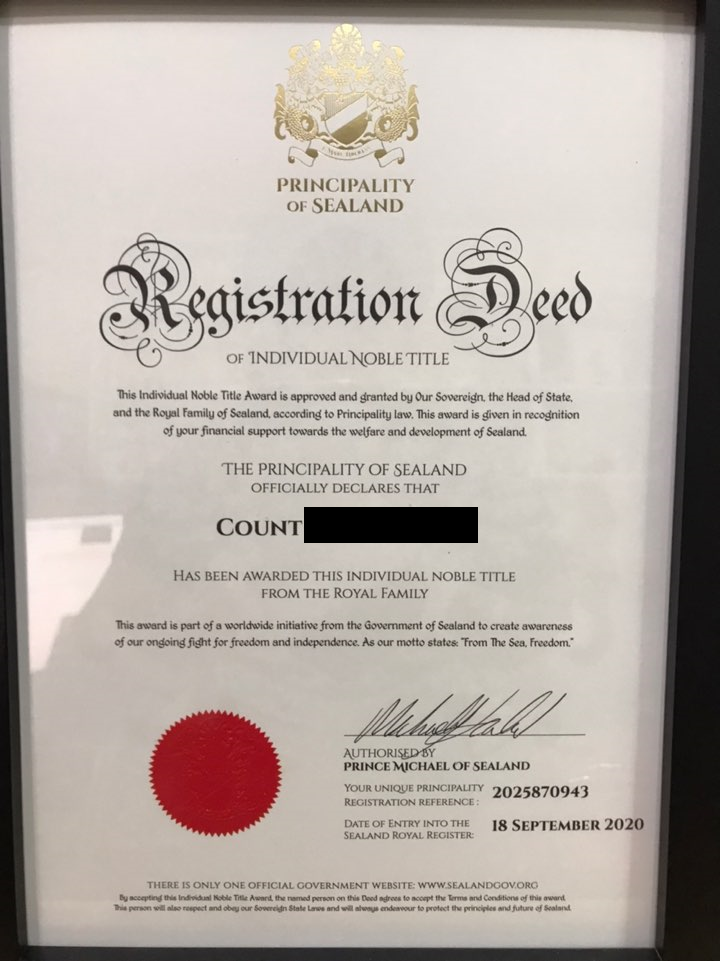 PRINCIPALITY
OF SEALAND
Registration Deed
OF INDIVIDUAL NOBLE TITLE
This Individual Noble Title Award is approved and granted by Our Sovereign, the Head of State,
and the Royal Family of Sealand, according to Principality law. This award is given in recognition
of your financial support towards the welfare and development of Sealand.
THE PRINCIPALITY OF SEALAND
OFFICIALLY DECLARES THAT
COUNT
HAS BEEN AWARDED THIS INDIVIDUAL NOBLE TITLE
FROM THE ROYAL FAMILY
This award is part of a worldwide initiative from the Government of Sealand to create awareness
of our ongoing fight for freedom and independence. As our motto states: "From The Sea, Freedom."
AUTHORISED BY
PRINCE MICHAEL OF SEALAND
YOUR UNIQUE PRINCIPALITY
REGISTRATION REFERENCE : 2025870943
DATE OF ENTRY INTO THE
SEALAND ROYAL REGISTER: 18 SEPTEMBER 2020
THERE IS ONLY ONE OFFICIAL GOVERNMENT WEBSITE: WWW.SEALANDGOV.ORG
By accepting this Individual Noble Title Award, the named person on this Deed agrees to accept the Terms and Conditions of this award.
This person will also respect and obey our Sovereign State Laws and will always endeavour to protect the principles and future of Sealand.